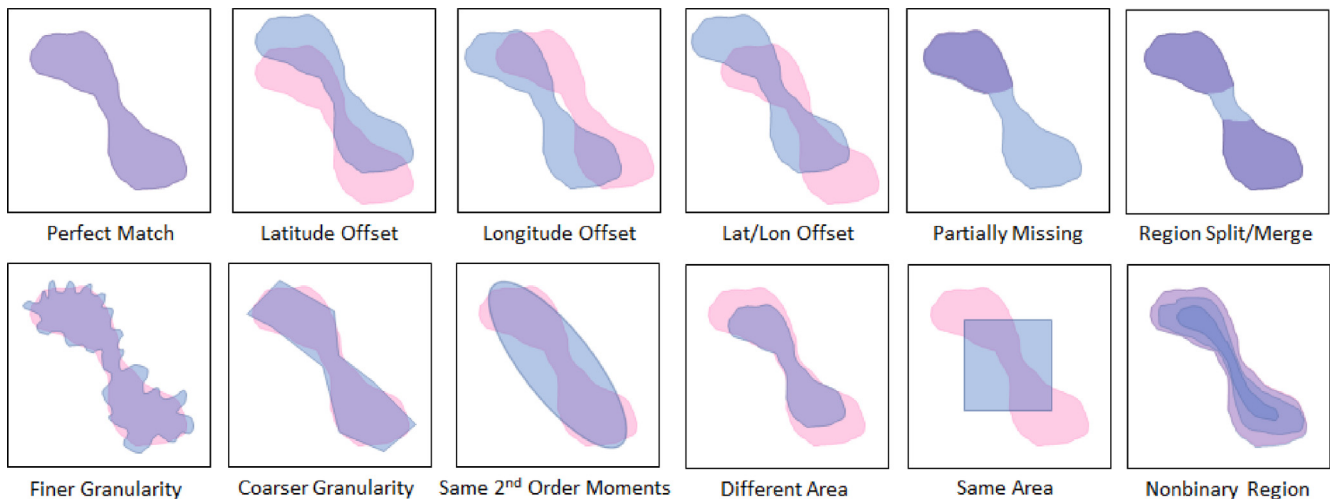 Perfect Match
Latitude Offset
Longitude Offset
Lat/Lon Offset
Partially Missing
Region Split/Merge
Finer Granularity
Coarser Granularity
Same 2nd Order Moments
Different Area
Same Area
Nonbinary Region